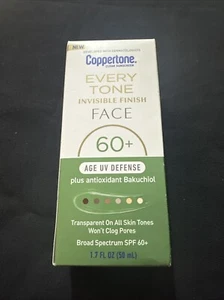 NEW
Coppertone.
EVERY
TONE
INVISIBLE FINISH
FACE
60+
AGE UV DEFENSE
plus antioxidant Bakuchiol
Transparent On All Skin Tones
Won't Clog Pores
Broad Spectrum SPF 60+
1.7 FL OZ (50 mL)